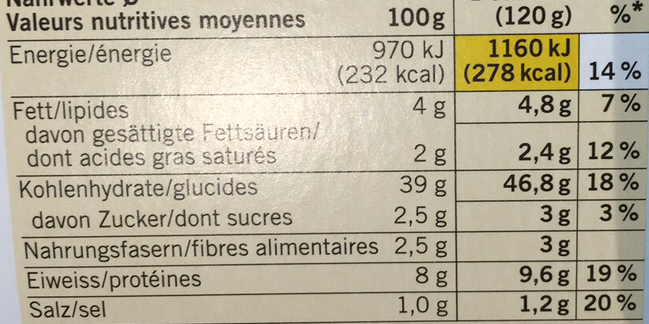 Nährwerte Ø
Valeurs nutritives moyennes 100g (120 g) %*
Energie/énergie 970 kJ 1160 kJ
(232 kcal) (278 kcal) 14 %
Fett/lipides 4 g 4,8 g 7 %
davon gesättigte Fettsäuren/
dont acides gras saturés 2 g 2,4 g 12 %
Kohlenhydrate/glucides 39 g 46,8 g 18 %
davon Zucker/dont sucres 2,5 g 3 g 3 %
Nahrungsfasern/fibres alimentaires 2,5 g 3 g
Eiweiss/protéines 8 g 9,6 g 19 %
Salz/sel 1,0 g 1,2 g 20 %